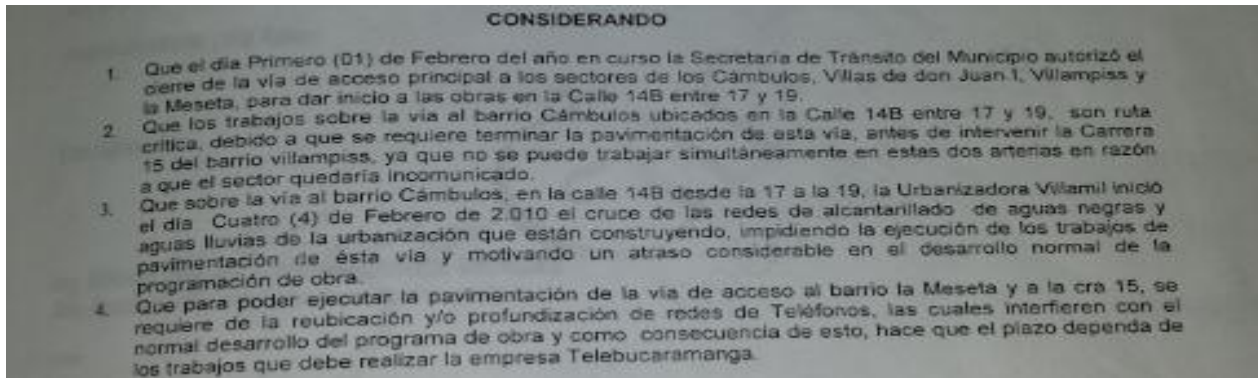 CONSIDERANDO
1. Que el día Primero (01) de Febrero del año en curso la Secretaria de Tránsito del Municipio autorizó el
cierre de la vía de acceso principal a los sectores de los Cámbulos, Villas de don Juan I, Villampiss y
la Meseta, para dar inicio a las obras en la Calle 14B entre 17 y 19.
2. Que los trabajos sobre la vía al barrio Cámbulos ubicados en la Calle 14B entre 17 y 19, son ruta
crítica, debido a que se requiere terminar la pavimentación de esta vía, antes de intervenir la Carrera
15 del barrio villampiss, ya que no se puede trabajar simultáneamente en estas dos arterias en razón
a que el sector quedaría incomunicado.
3. Que sobre la vía al barrio Cámbulos, en la calle 14B desde la 17 a la 19, la Urbanizadora Villamil inició
el día Cuatro (4) de Febrero de 2.010 el cruce de las redes de alcantarillado de aguas negras y
aguas lluvias de la urbanización que están construyendo, impidiendo la ejecución de los trabajos de
pavimentación de ésta vía y motivando un atraso considerable en el desarrollo normal de la
programación de obra.
4. Que para poder ejecutar la pavimentación de la vía de acceso al barrio la Meseta y a la cra 15, se
requiere de la reubicación y/o profundización de redes de Teléfonos, las cuales interfieren con el
normal desarrollo del programa de obra y como consecuencia de esto, hace que el plazo dependa de
los trabajos que debe realizar la empresa Telebucaramanga.